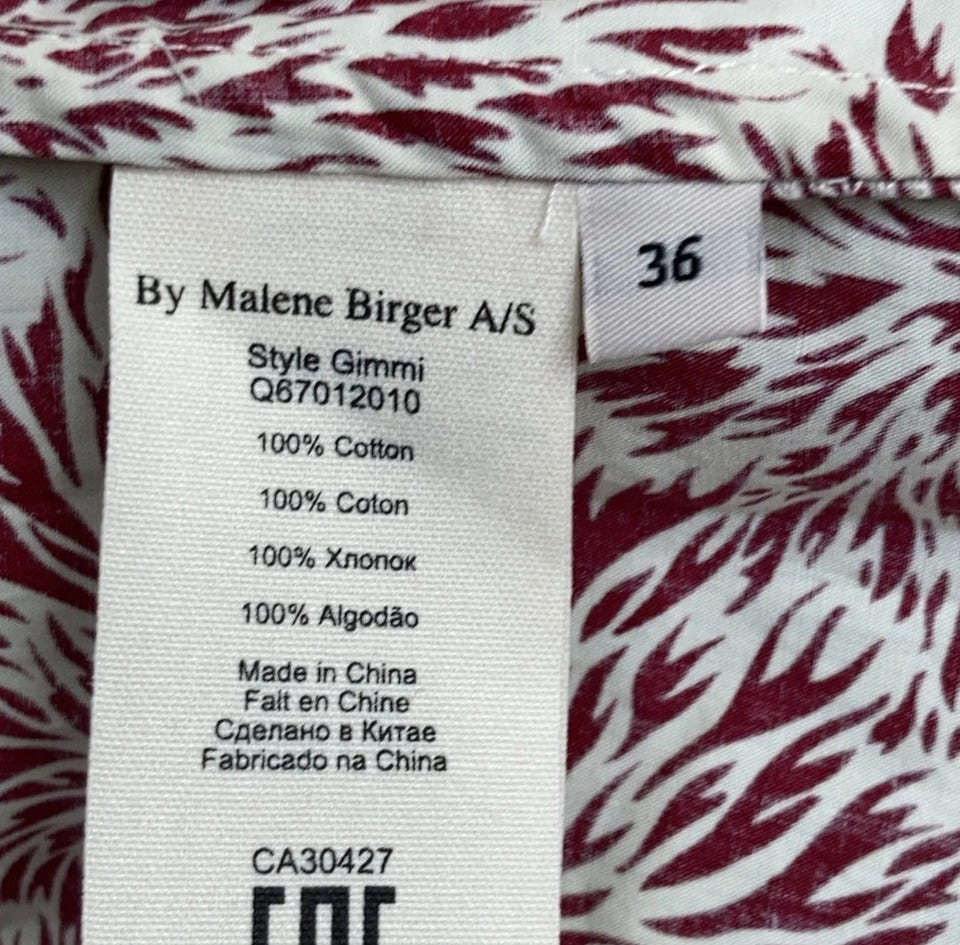 By Malene Birger A/S
36
Style Gimmi
Q67012010
100% Cotton
100% Coton
100% Хлопок
100% Algodão
Made in China
Fait en Chine
Сделано в Китае
Fabricado na China
CA30427